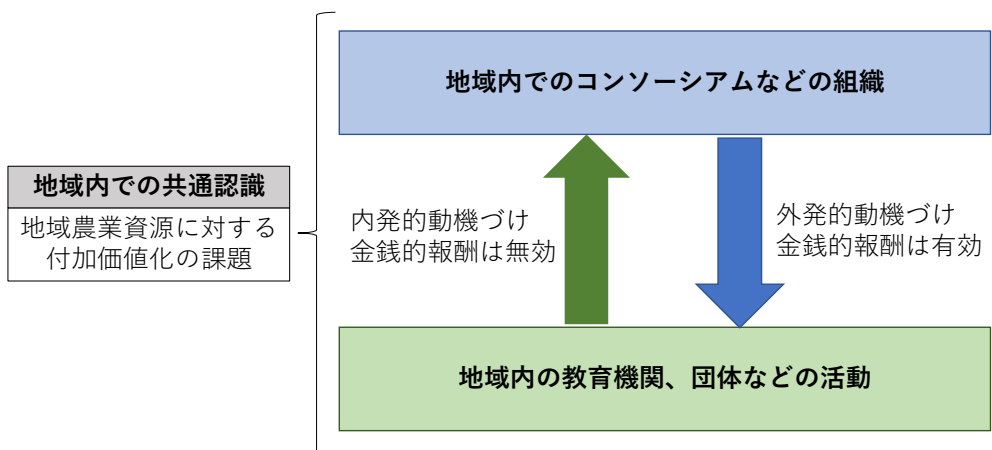 地域内でのコンソーシアムなどの組織
地域内での共通認識
地域農業資源に対する
付加価値化の課題
内発的動機づけ
金銭的報酬は無効
外発的動機づけ
金銭的報酬は有効
地域内の教育機関、団体などの活動